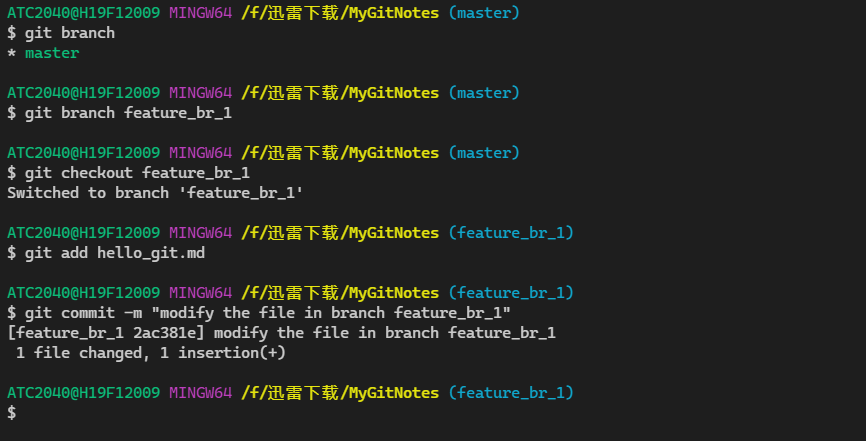 ATC2040@H19F12009 MINGW64 /f/迅雷下载/MyGitNotes (master)
$ git branch
* master
ATC2040@H19F12009 MINGW64 /f/迅雷下载/MyGitNotes (master)
$ git branch feature_br_1
ATC2040@H19F12009 MINGW64 /f/迅雷下载/MyGitNotes (master)
$ git checkout feature_br_1
Switched to branch 'feature_br_1'
ATC2040@H19F12009 MINGW64 /f/迅雷下载/MyGitNotes (feature_br_1)
$ git add hello_git.md
ATC2040@H19F12009 MINGW64 /f/迅雷下载/MyGitNotes (feature_br_1)
$ git commit -m "modify the file in branch feature_br_1"
[feature_br_1 2ac381e] modify the file in branch feature_br_1
 1 file changed, 1 insertion(+)
ATC2040@H19F12009 MINGW64 /f/迅雷下载/MyGitNotes (feature_br_1)
$